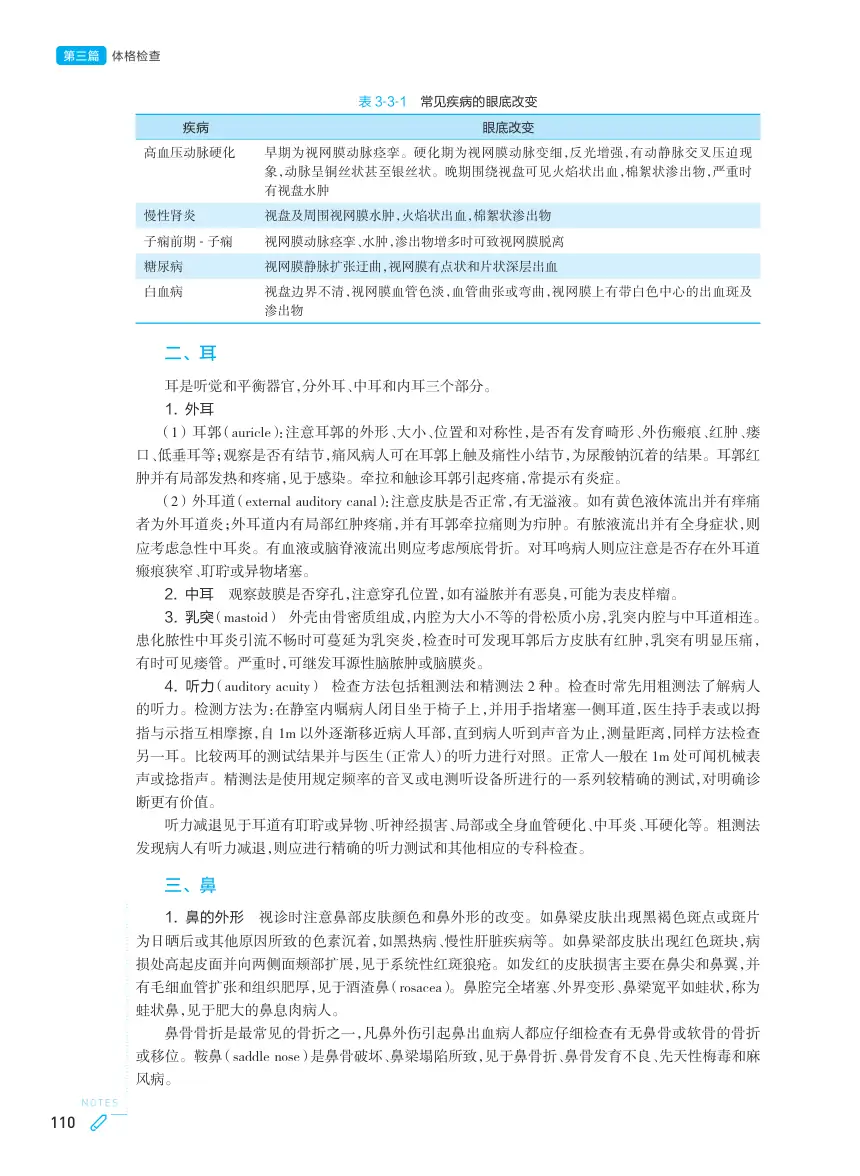 第三篇 体格检查
表 3-3-1 常见疾病的眼底改变
疾病 眼底改变
高血压动脉硬化 早期为视网膜动脉痉挛。硬化期为视网膜动脉变细,反光增强,有动静脉交叉压迫现
象,动脉呈铜丝状甚至银丝状。晚期围绕视盘可见火焰状出血,棉絮状渗出物,严重时
有视盘水肿
慢性肾炎 视盘及周围视网膜水肿,火焰状出血,棉絮状渗出物
子痫前期 - 子痫 视网膜动脉痉挛、水肿,渗出物增多时可致视网膜脱离
糖尿病 视网膜静脉扩张迂曲,视网膜有点状和片状深层出血
白血病 视盘边界不清,视网膜血管色淡,血管曲张或弯曲,视网膜上有带白色中心的出血斑及
渗出物
二、耳
耳是听觉和平衡器官,分外耳、中耳和内耳三个部分。
1. 外耳
(1)耳郭(auricle):注意耳郭的外形、大小、位置和对称性,是否有发育畸形、外伤瘢痕、红肿、瘘
口、低垂耳等;观察是否有结节,痛风病人可在耳郭上触及痛性小结节,为尿酸钠沉着的结果。耳郭红
肿并有局部发热和疼痛,见于感染。牵拉和触诊耳郭引起疼痛,常提示有炎症。
(2)外耳道(external auditory canal):注意皮肤是否正常,有无溢液。如有黄色液体流出并有痒痛
者为外耳道炎;外耳道内有局部红肿疼痛,并有耳郭牵拉痛则为疖肿。有脓液流出并有全身症状,则
应考虑急性中耳炎。有血液或脑脊液流出则应考虑颅底骨折。对耳鸣病人则应注意是否存在外耳道
瘢痕狭窄、耵聍或异物堵塞。
2. 中耳 观察鼓膜是否穿孔,注意穿孔位置,如有溢脓并有恶臭,可能为表皮样瘤。
3. 乳突(mastoid) 外壳由骨密质组成,内腔为大小不等的骨松质小房,乳突内腔与中耳道相连。
患化脓性中耳炎引流不畅时可蔓延为乳突炎,检查时可发现耳郭后方皮肤有红肿,乳突有明显压痛,
有时可见瘘管。严重时,可继发耳源性脑脓肿或脑膜炎。
4. 听力(auditory acuity) 检查方法包括粗测法和精测法 2 种。检查时常先用粗测法了解病人
的听力。检测方法为:在静室内嘱病人闭目坐于椅子上,并用手指堵塞一侧耳道,医生持手表或以拇
指与示指互相摩擦,自 1m 以外逐渐移近病人耳部,直到病人听到声音为止,测量距离,同样方法检查
另一耳。比较两耳的测试结果并与医生(正常人)的听力进行对照。正常人一般在 1m 处可闻机械表
声或捻指声。精测法是使用规定频率的音叉或电测听设备所进行的一系列较精确的测试,对明确诊
断更有价值。
听力减退见于耳道有耵聍或异物、听神经损害、局部或全身血管硬化、中耳炎、耳硬化等。粗测法
发现病人有听力减退,则应进行精确的听力测试和其他相应的专科检查。
三、鼻
1. 鼻的外形 视诊时注意鼻部皮肤颜色和鼻外形的改变。如鼻梁皮肤出现黑褐色斑点或斑片
为日晒后或其他原因所致的色素沉着,如黑热病、慢性肝脏疾病等。如鼻梁部皮肤出现红色斑块,病
损处高起皮面并向两侧面颊部扩展,见于系统性红斑狼疮。如发红的皮肤损害主要在鼻尖和鼻翼,并
有毛细血管扩张和组织肥厚,见于酒渣鼻(rosacea)。鼻腔完全堵塞、外界变形、鼻梁宽平如蛙状,称为
蛙状鼻,见于肥大的鼻息肉病人。
鼻骨骨折是最常见的骨折之一,凡鼻外伤引起鼻出血病人都应仔细检查有无鼻骨或软骨的骨折
或移位。鞍鼻(saddle nose)是鼻骨破坏、鼻梁塌陷所致,见于鼻骨折、鼻骨发育不良、先天性梅毒和麻
风病。
NOTES
110